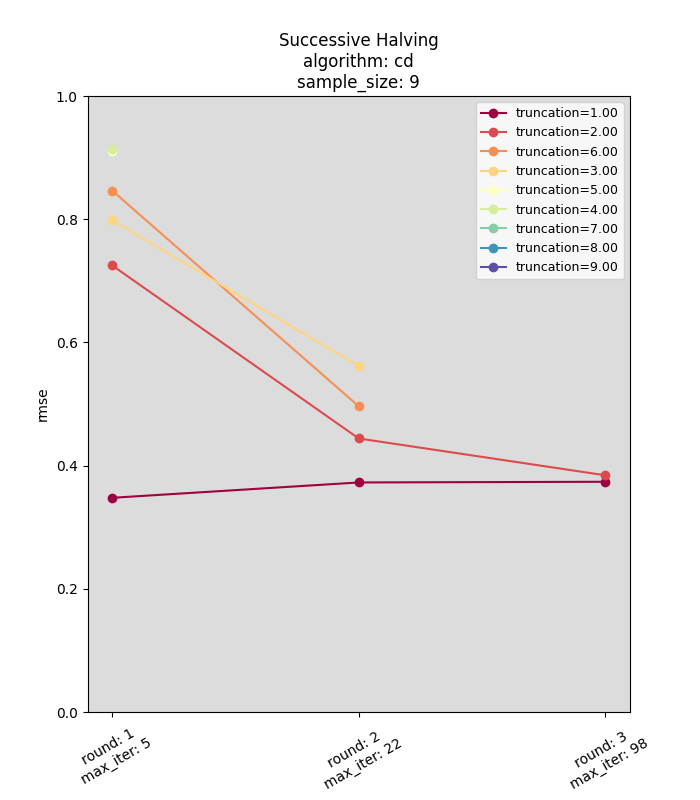 Successive Halving
algorithm: cd
sample_size: 9
1.0
0.8
0.6
0.4
0.2
0.0
rmse
truncation=1.00
truncation=2.00
truncation=6.00
truncation=3.00
truncation=5.00
truncation=4.00
truncation=7.00
truncation=8.00
truncation=9.00
round: 1
max_iter: 5
round: 2
max_iter: 22
round: 3
max_iter: 98